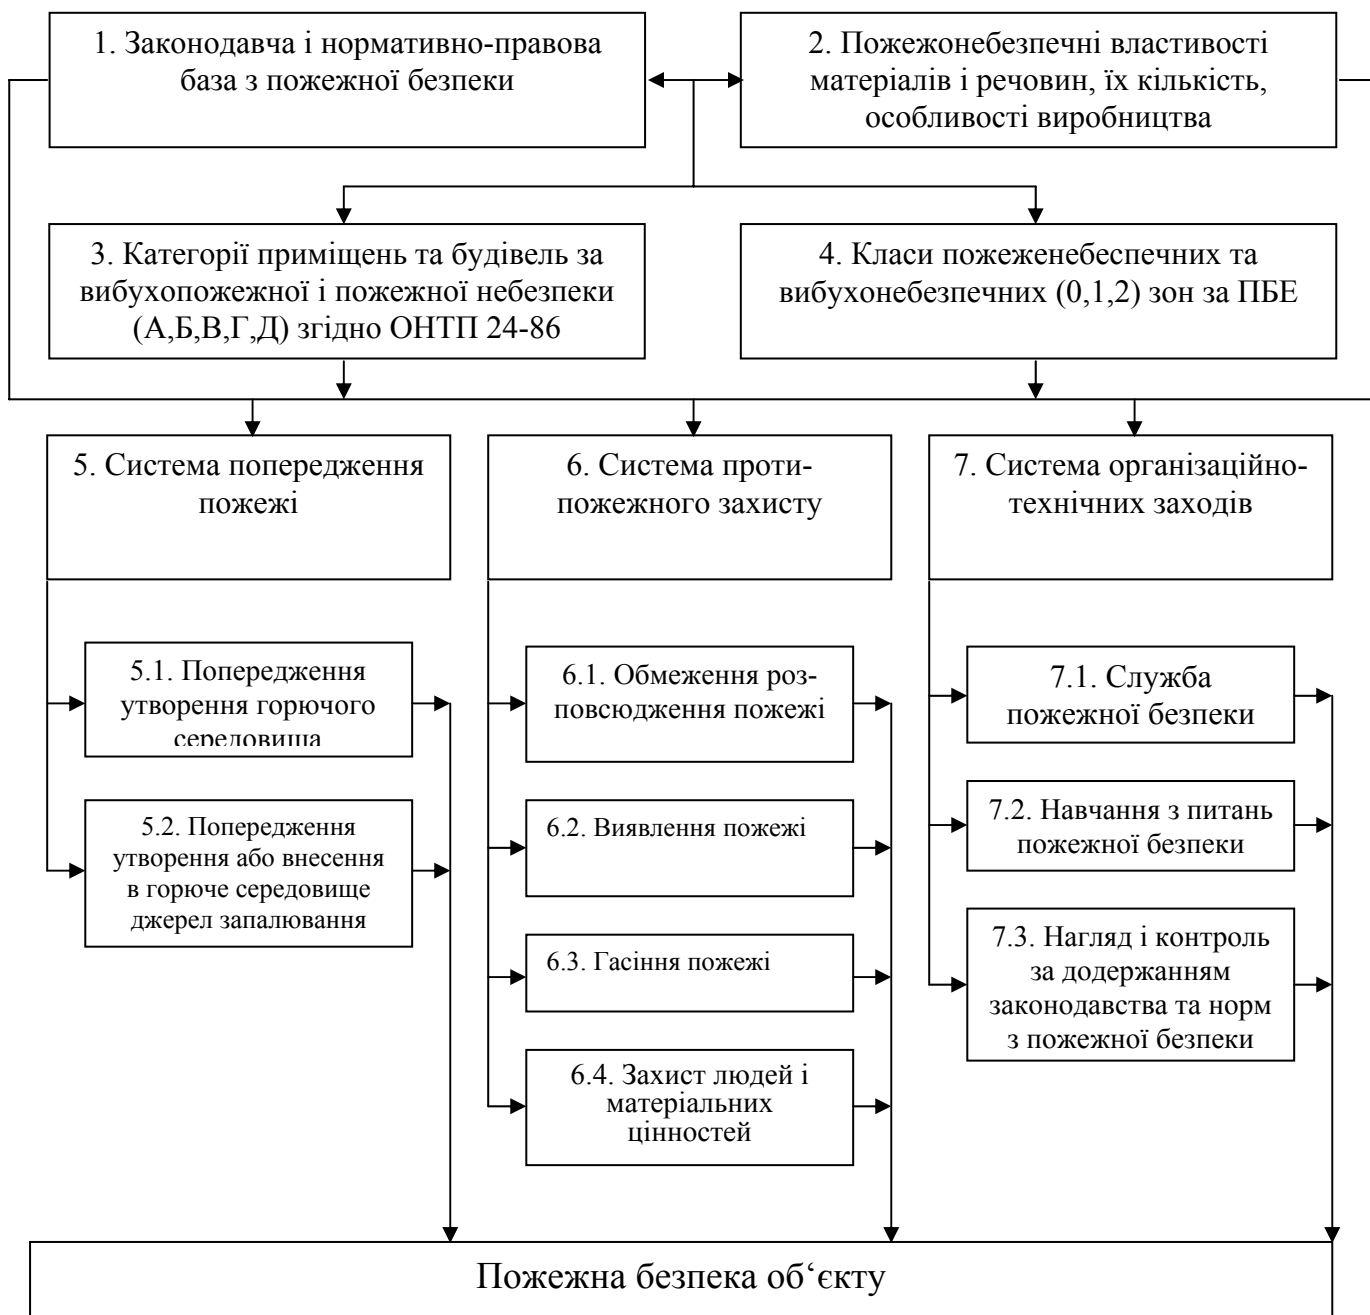 1. Законодавча і нормативно-правова
база з пожежної безпеки
2. Пожежонебезпечні властивості
матеріалів і речовин, їх кількість,
особливості виробництва
3. Категорії приміщень та будівель за
вибухопожежної і пожежної небезпеки
(А,Б,В,Г,Д) згідно ОНТП 24-86
4. Класи пожеженебеспечних та
вибухонебезпечних (0,1,2) зон за ПБЕ
5. Система попередження
пожежі
6. Система проти-
пожежного захисту
7. Система організаційно-
технічних заходів
5.1. Попередження
утворення горючого
середовища
5.2. Попередження
утворення або внесення
в горюче середовище
джерел запалювання
6.1. Обмеження роз-
повсюдження пожежі
6.2. Виявлення пожежі
6.3. Гасіння пожежі
6.4. Захист людей і
матеріальних
цінностей
7.1. Служба
пожежної безпеки
7.2. Навчання з питань
пожежної безпеки
7.3. Нагляд і контроль
за додержанням
законодавства та норм
з пожежної безпеки
Пожежна безпека об‘єкту